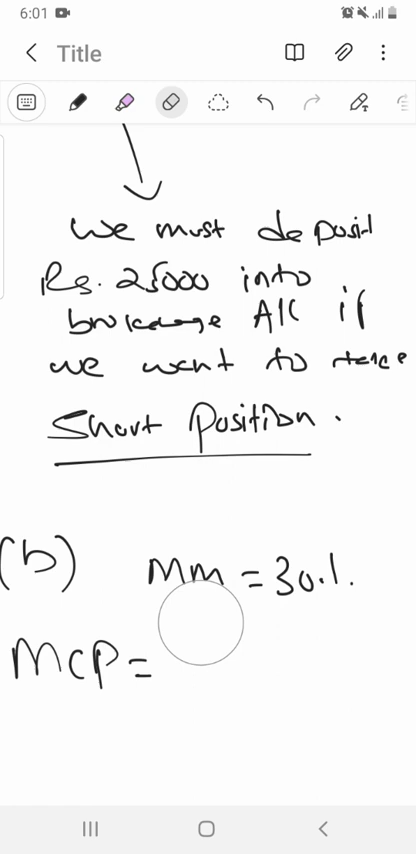 6:01
Title
we must deposit
Rs. 25000 into
brokerage A/C if
we want to
Short position.
(b) MM = 30%.
MCP =